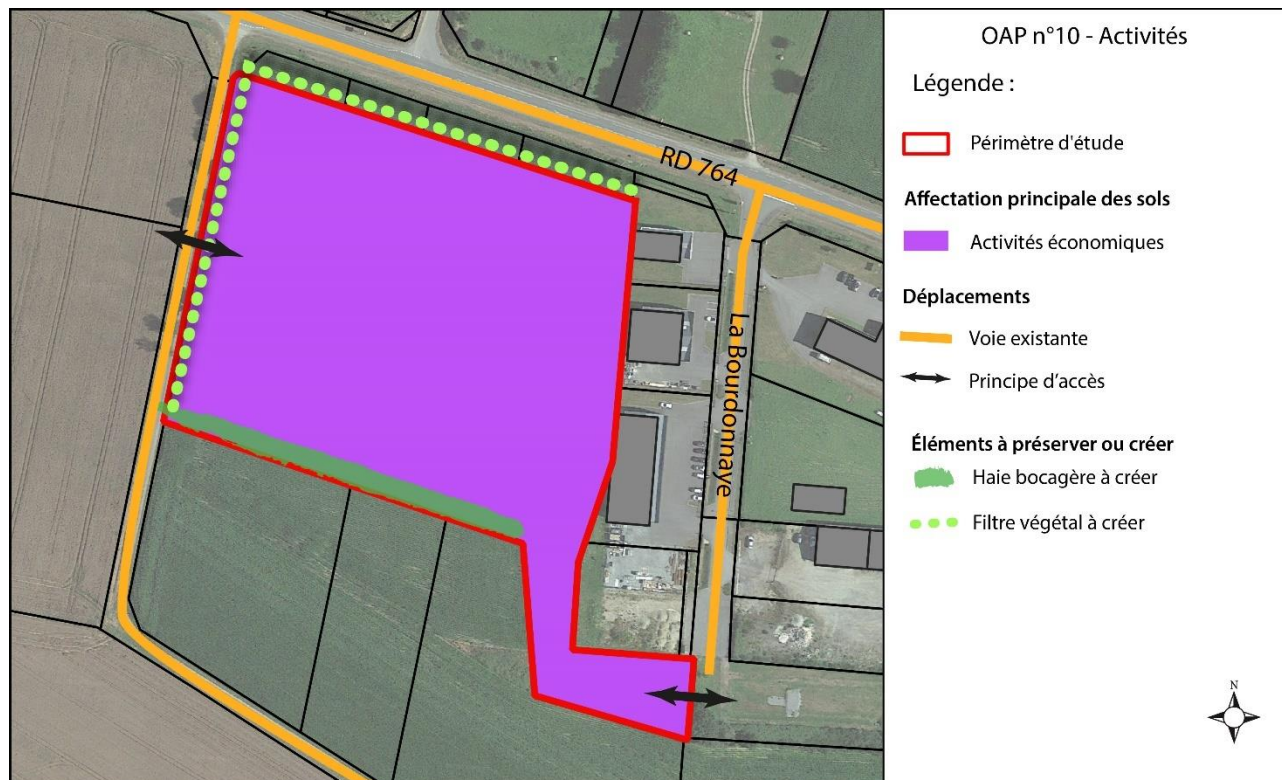 RD 764
La Bourdonnaye
OAP n°10 - Activités
Légende :
Périmètre d'étude
Affectation principale des sols
Activités économiques
Déplacements
Voie existante
Principe d'accès
Éléments à préserver ou créer
Haie bocagère à créer
Filtre végétal à créer
N